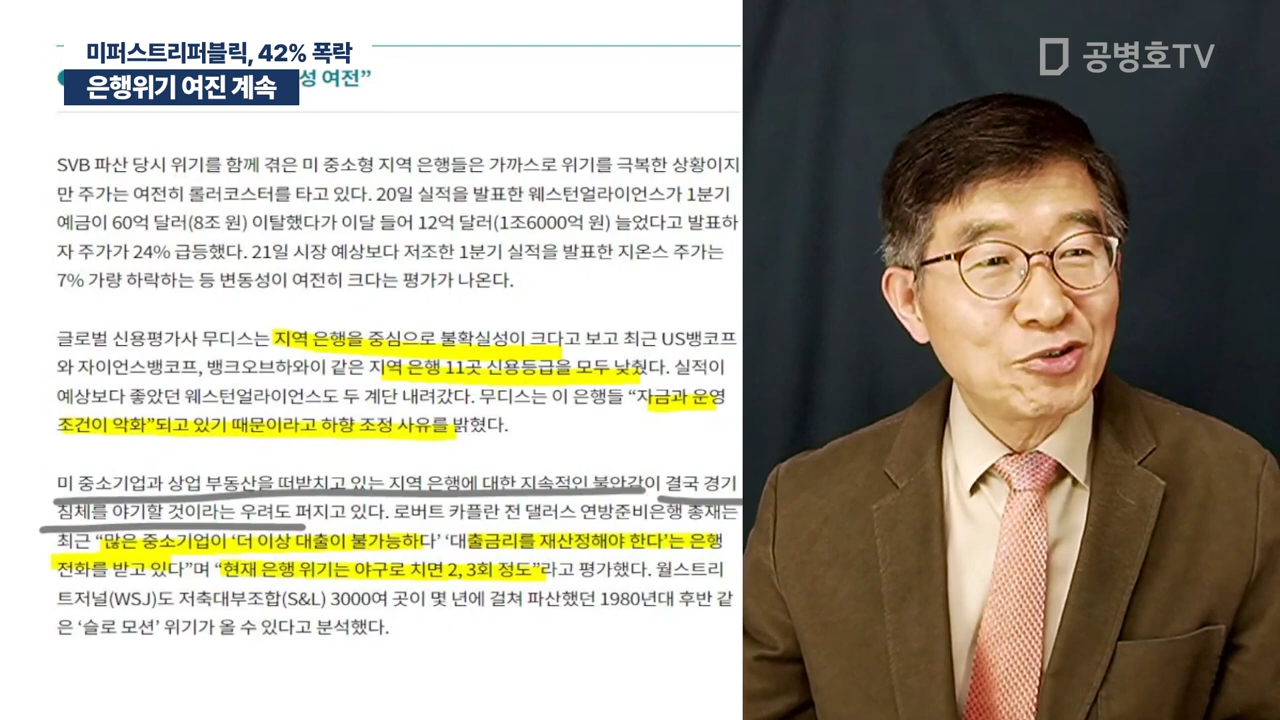 미퍼스트리퍼블릭, 42% 폭락
은행위기 여진 계속
성 여전”
공병호TV
SVB 파산 당시 위기를 함께 겪은 미 중소형 지역 은행들은 가까스로 위기를 극복한 상황이지
만 주가는 여전히 롤러코스터를 타고 있다. 20일 실적을 발표한 웨스턴얼라이언스가 1분기
예금이 60억 달러(8조 원) 이탈했다가 이달 들어 12억 달러(1조6000억 원) 늘었다고 발표하
자 주가가 24% 급등했다. 21일 시장 예상보다 저조한 1분기 실적을 발표한 지온스 주가는
7% 가량 하락하는 등 변동성이 여전히 크다는 평가가 나온다.
글로벌 신용평가사 무디스는 지역 은행을 중심으로 불확실성이 크다고 보고 최근 US뱅코프
와 자이언스뱅코프, 뱅크오브하와이 같은 지역 은행 11곳 신용등급을 모두 낮췄다. 실적이
예상보다 좋았던 웨스턴얼라이언스도 두 계단 내려갔다. 무디스는 이 은행들 “자금과 운영
조건이 악화”되고 있기 때문이라고 하향 조정 사유를 밝혔다.
미 중소기업과 상업 부동산을 떠받치고 있는 지역 은행에 대한 지속적인 불안감이 결국 경기
침체를 야기할 것이라는 우려도 퍼지고 있다. 로버트 카플란 전 댈러스 연방준비은행 총재는
최근 “많은 중소기업이 ‘더 이상 대출이 불가능하다’ ‘대출금리를 재산정해야 한다’는 은행
전화를 받고 있다”며 “현재 은행 위기는 야구로 치면 2, 3회 정도”라고 평가했다. 월스트리
트저널(WSJ)도 저축대부조합(S&L) 3000여 곳이 몇 년에 걸쳐 파산했던 1980년대 후반 같
은 ‘슬로 모션’ 위기가 올 수 있다고 분석했다.